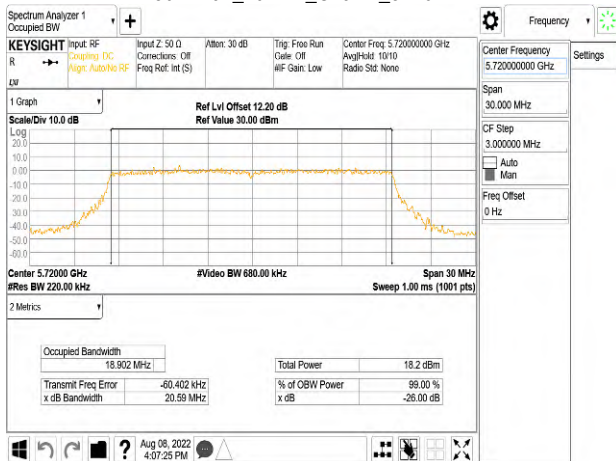 Spectrum Analyzer 1
Occupied BW
Frequency
KEYSIGHT
Input: RF
Coupling: DC
Align: Auto/No RF
Input Z: 50 Ω
Corrections: Off
Freq Ref: Int (S)
Atten: 30 dB
Trig: Free Run
Gate: Off
#IF Gain: Low
Center Freq: 5.720000000 GHz
Avg|Hold: 10/10
Radio Std: None
R
Center Frequency
5.720000000 GHz
Settings
Span
30.000 MHz
CF Step
3.000000 MHz
Auto
Man
Freq Offset
0 Hz
1 Graph
Scale/Div 10.0 dB
Ref Lvl Offset 12.20 dB
Ref Value 30.00 dBm
Log
20.0
10.0
0.00
-10.0
-20.0
-30.0
-40.0
-50.0
-60.0
Center 5.72000 GHz
#Video BW 680.00 kHz
Span 30 MHz
#Res BW 220.00 kHz
Sweep 1.00 ms (1001 pts)
2 Metrics
Occupied Bandwidth
18.902 MHz
Total Power
18.2 dBm
Transmit Freq Error
-60.402 kHz
% of OBW Power
99.00 %
x dB Bandwidth
20.59 MHz
x dB
-26.00 dB
?
Aug 08, 2022
4:07:25 PM